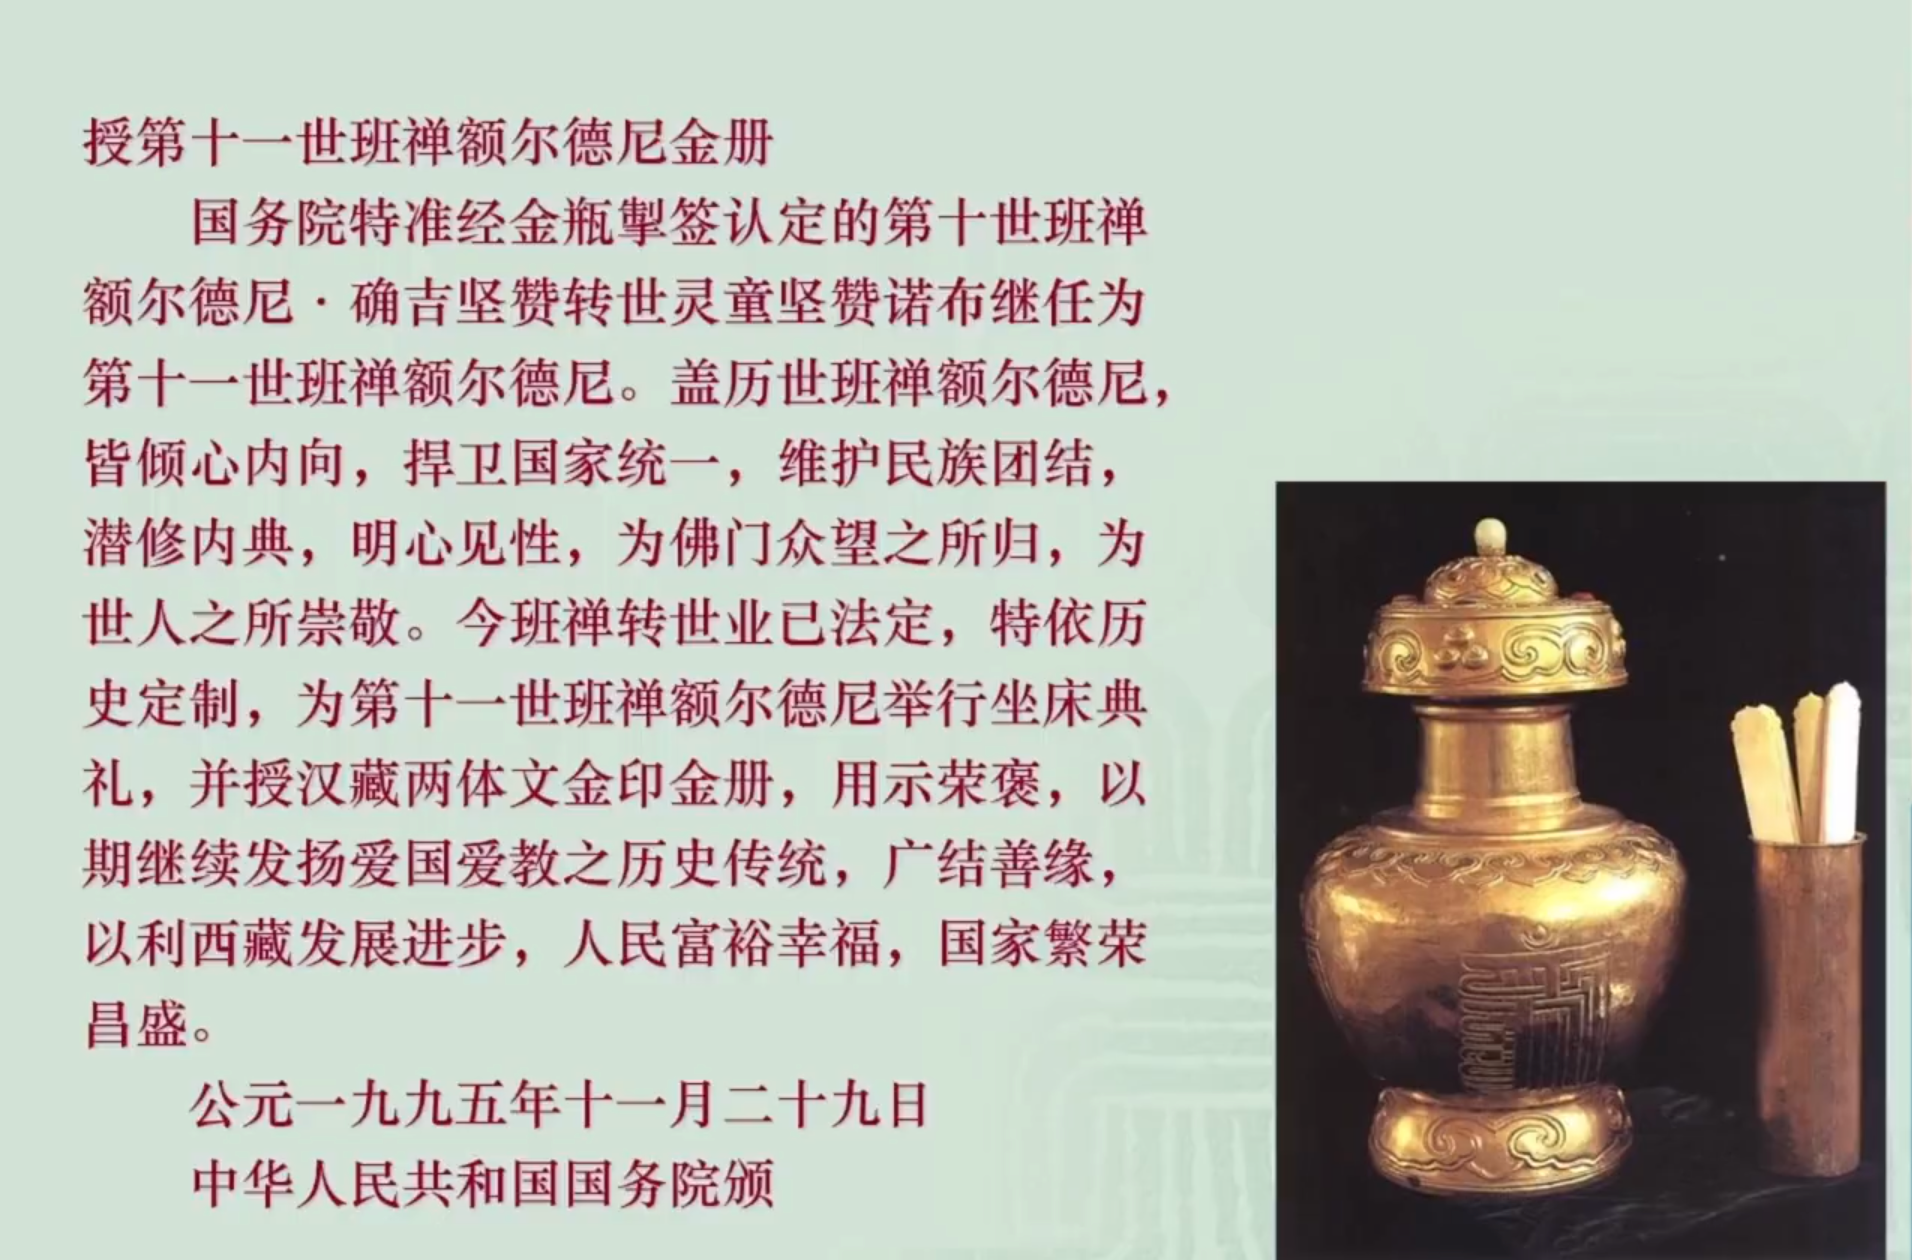 授第十一世班禅额尔德尼金册
国务院特准经金瓶掣签认定的第十世班禅
额尔德尼·确吉坚赞转世灵童坚赞诺布继任为
第十一世班禅额尔德尼。盖历世班禅额尔德尼，
皆倾心内向，捍卫国家统一，维护民族团结，
潜修内典，明心见性，为佛门众望之所归，为
世人之所崇敬。今班禅转世业已法定，特依历
史定制，为第十一世班禅额尔德尼举行坐床典
礼，并授汉藏两体文金印金册，用示荣褒，以
期继续发扬爱国爱教之历史传统，广结善缘，
以利西藏发展进步，人民富裕幸福，国家繁荣
昌盛。
公元一九九五年十一月二十九日
中华人民共和国国务院颁